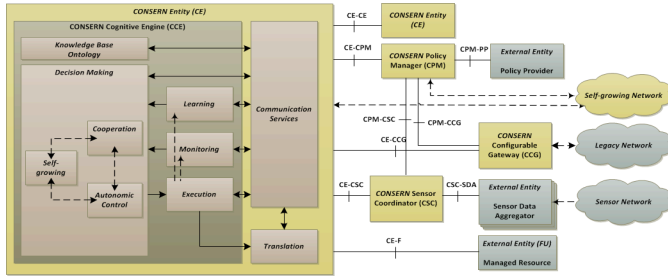 CONSERN Entity (CE)
CONSERN Cognitive Engine (CCE)
Knowledge Base
Ontology
Decision Making
Cooperation
Self-
growing
Autonomic
Control
Learning
Monitoring
Execution
Communication
Services
Translation
CE-CE
CONSERN Entity
(CE)
CE-CPM
CONSERN Policy
Manager (CPM)
CPM-PP
External Entity
Policy Provider
Self-growing Network
CPM-CSC
CPM-CCG
CE-CCG
CONSERN
Configurable
Gateway (CCG)
Legacy Network
CE-CSC
CONSERN Sensor
Coordinator (CSC)
CSC-SDA
External Entity
Sensor Data
Aggregator
Sensor Network
CE-F
External Entity (FU)
Managed Resource